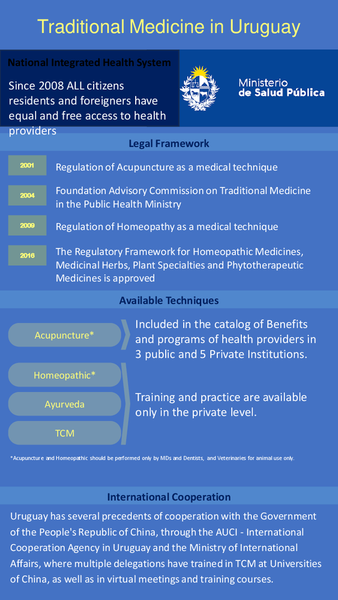 Traditional Medicine in Uruguay
National Integrated Health System
Since 2008 ALL citizens
residents and foreigners have
equal and free access to health
providers
Ministerio
de Salud Pública
Legal Framework
2001
Regulation of Acupuncture as a medical technique
2004
Foundation Advisory Commission on Traditional Medicine
in the Public Health Ministry
2009
Regulation of Homeopathy as a medical technique
2016
The Regulatory Framework for Homeopathic Medicines,
Medicinal Herbs, Plant Specialties and Phytotherapeutic
Medicines is approved
Available Techniques
Acupuncture*
Included in the catalog of Benefits
and programs of health providers in
3 public and 5 Private Institutions.
Homeopathic*
Ayurveda
TCM
Training and practice are available
only in the private level.
*Acupuncture and Homeopathic should be performed only by MDs and Dentists, and Veterinaries for animal use only.
International Cooperation
Uruguay has several precedents of cooperation with the Government
of the People's Republic of China, through the AUCI - International
Cooperation Agency in Uruguay and the Ministry of International
Affairs, where multiple delegations have trained in TCM at Universities
of China, as well as in virtual meetings and training courses.